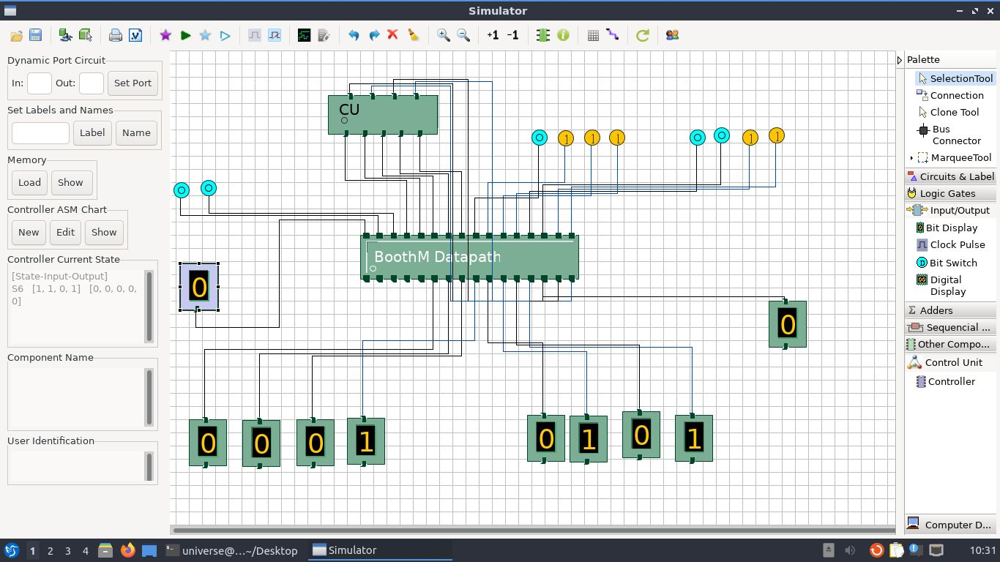 Simulator
+1 −1
Dynamic Port Circuit
In: Out: Set Port
Set Labels and Names
Label Name
Memory
Load Show
Controller ASM Chart
New Edit Show
Controller Current State
[State-Input-Output]
S6 [1, 1, 0, 1] [0, 0, 0, 0,
0]
Component Name
User Identification
CU
1 1 1
1 1
BoothM Datapath
0
0
0 0 0 1
0 1 0 1
Palette
SelectionTool
Connection
Clone Tool
Bus
Connector
MarqueeTool
Circuits & Label
Logic Gates
Input/Output
Bit Display
Clock Pulse
Bit Switch
Digital
Display
Adders
Sequencial ...
Other Compo...
Control Unit
Controller
Computer D...
1 2 3 4 universe@...~/Desktop Simulator 10:31